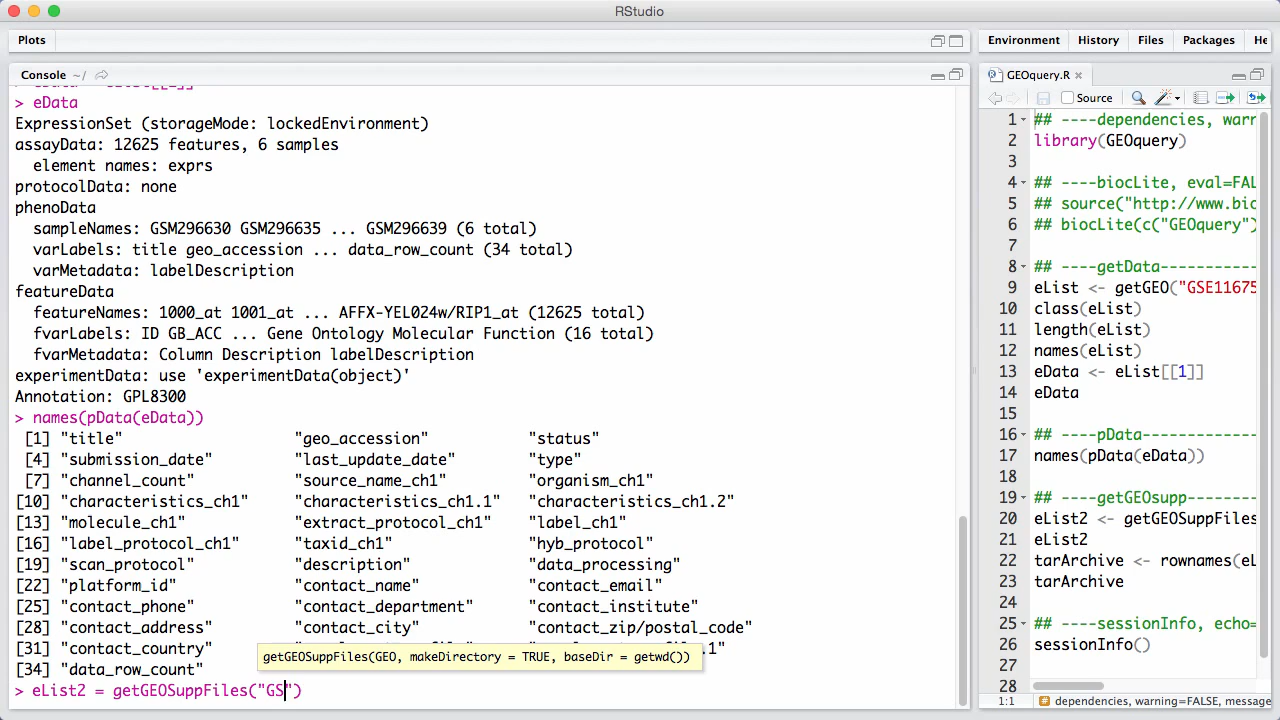 RStudio
Plots
Console ~/
> eData
ExpressionSet (storageMode: lockedEnvironment)
assayData: 12625 features, 6 samples
element names: exprs
protocolData: none
phenoData
sampleNames: GSM296630 GSM296635 ... GSM296639 (6 total)
varLabels: title geo_accession ... data_row_count (34 total)
varMetadata: labelDescription
featureData
featureNames: 1000_at 1001_at ... AFFX-YEL024w/RIP1_at (12625 total)
fvarLabels: ID GB_ACC ... Gene Ontology Molecular Function (16 total)
fvarMetadata: Column Description labelDescription
experimentData: use 'experimentData(object)'
Annotation: GPL8300
> names(pData(eData))
[1] "title" "geo_accession" "status"
[4] "submission_date" "last_update_date" "type"
[7] "channel_count" "source_name_ch1" "organism_ch1"
[10] "characteristics_ch1" "characteristics_ch1.1" "characteristics_ch1.2"
[13] "molecule_ch1" "extract_protocol_ch1" "label_ch1"
[16] "label_protocol_ch1" "taxid_ch1" "hyb_protocol"
[19] "scan_protocol" "description" "data_processing"
[22] "platform_id" "contact_name" "contact_email"
[25] "contact_phone" "contact_department" "contact_institute"
[28] "contact_address" "contact_city" "contact_zip/postal_code"
[31] "contact_country"
[34] "data_row_count"
getGEOSuppFiles(GEO, makeDirectory = TRUE, baseDir = getwd())
> eList2 = getGEOSuppFiles("GS")
Environment History Files Packages He
GEOquery.R
Source
1 ## ----dependencies, warn
2 library(GEOquery)
3
4 ## ----biocLite, eval=FAL
5 ## source("http://www.bio
6 ## biocLite(c("GEOquery")
7
8 ## ----getData-----------
9 eList <- getGEO("GSE11675
10 class(eList)
11 length(eList)
12 names(eList)
13 eData <- eList[[1]]
14 eData
15
16 ## ----pData-------------
17 names(pData(eData))
18
19 ## ----getGEOsupp--------
20 eList2 <- getGEOSuppFiles
21 eList2
22 tarArchive <- rownames(eL
23 tarArchive
24
25 ## ----sessionInfo, echo=
26 sessionInfo()
27
28
1:1 # dependencies, warning=FALSE, message